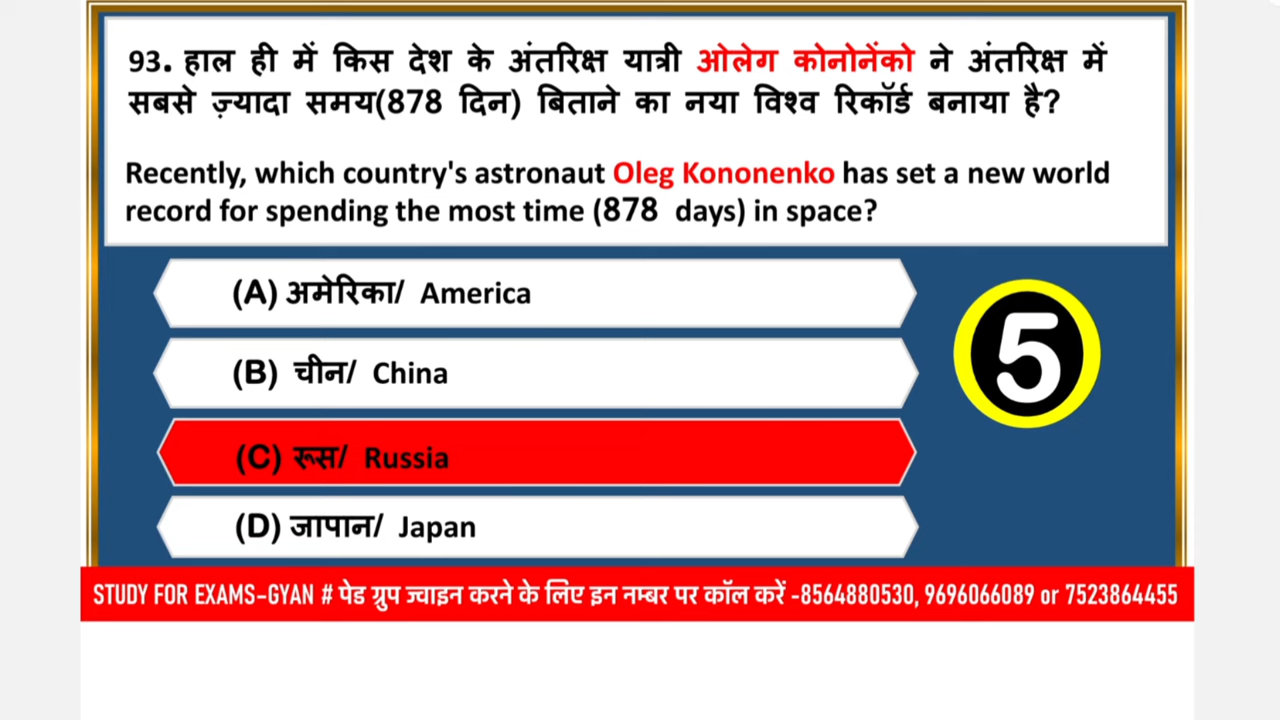 93. हाल ही में किस देश के अंतरिक्ष यात्री ओलेग कोनोनेंको ने अंतरिक्ष में
सबसे ज़्यादा समय(878 दिन) बिताने का नया विश्व रिकॉर्ड बनाया है?
Recently, which country's astronaut Oleg Kononenko has set a new world
record for spending the most time (878 days) in space?
(A) अमेरिका/ America
(B) चीन/ China
(C) रूस/ Russia
(D) जापान/ Japan
5
STUDY FOR EXAMS-GYAN # पेड ग्रुप ज्वाइन करने के लिए इन नम्बर पर कॉल करें -8564880530, 9696066089 or 7523864455